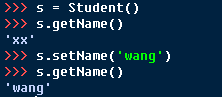 >>> s = Student()
>>> s.getName()
'xx'
>>> s.setName('wang')
>>> s.getName()
'wang'